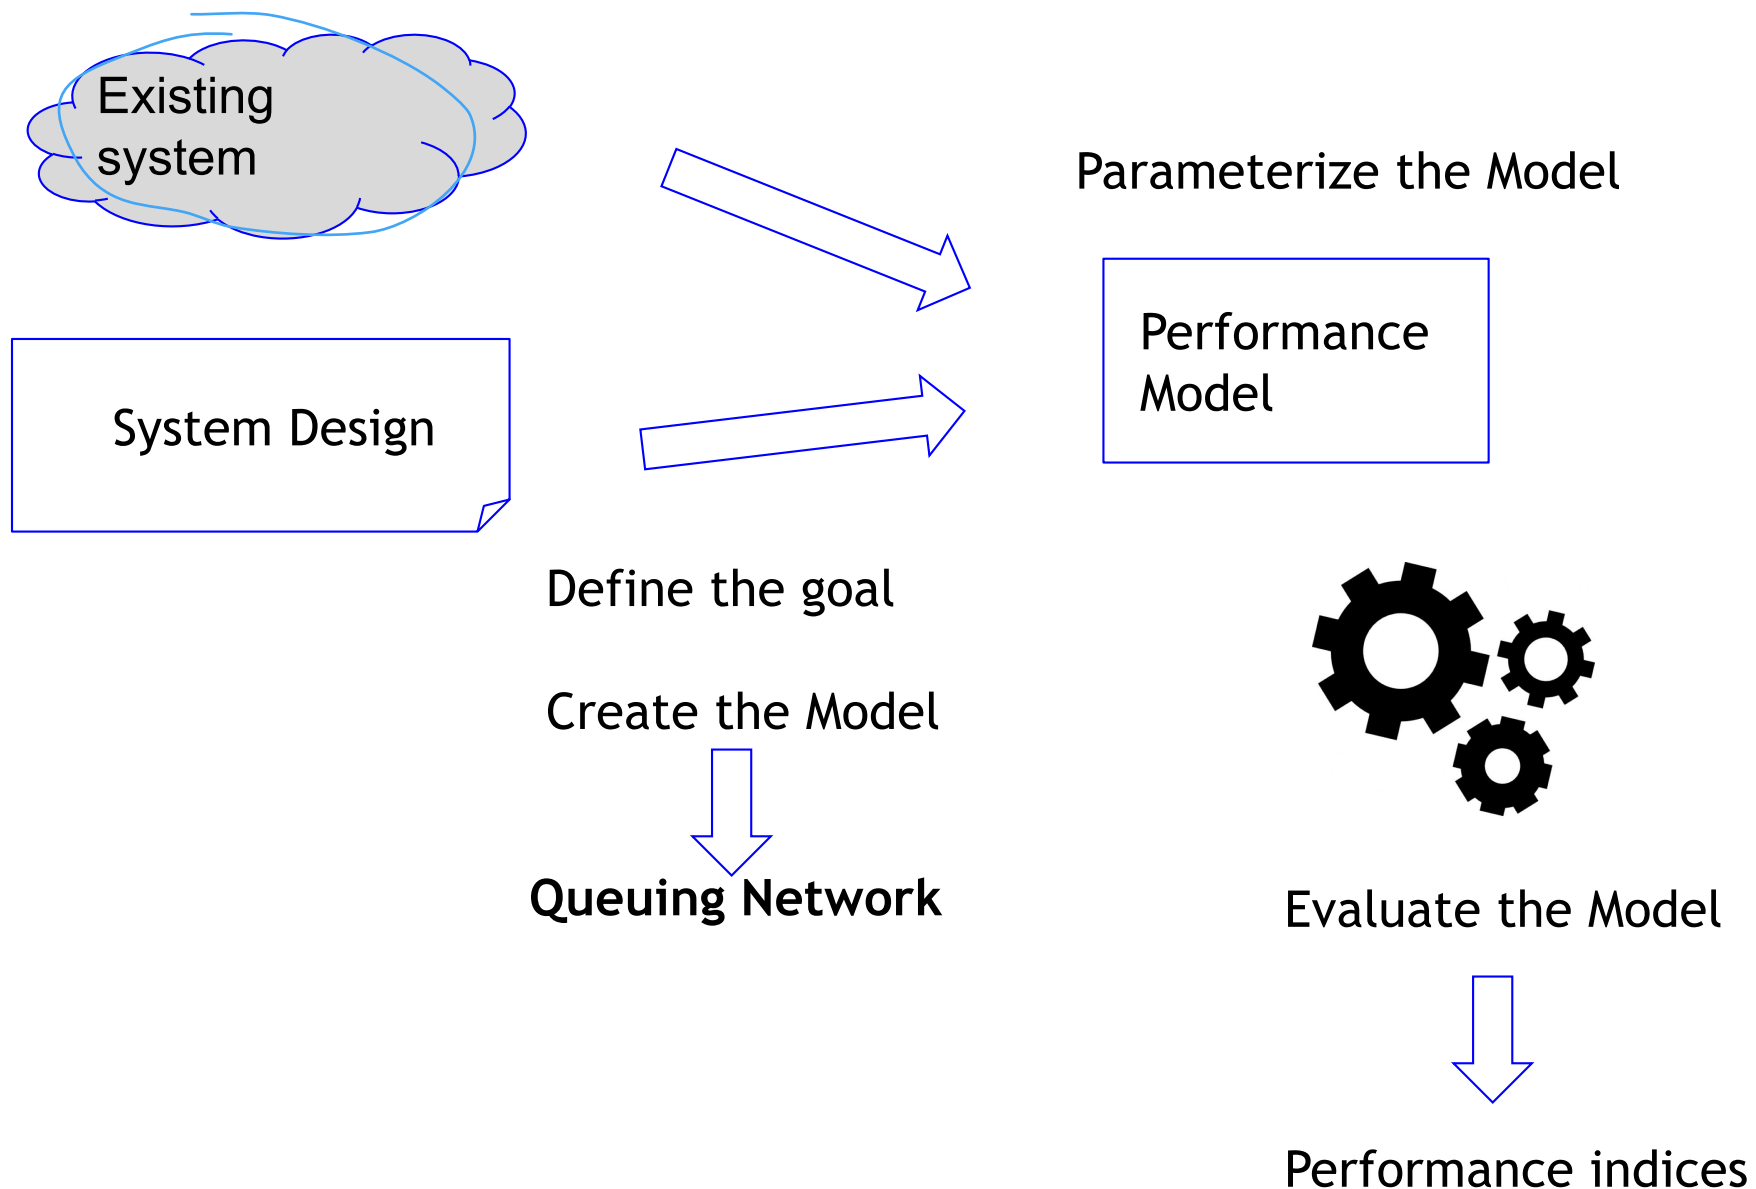 Existing
system
Parameterize the Model
Performance
Model
System Design
Define the goal
Create the Model
Queuing Network
Evaluate the Model
Performance indices